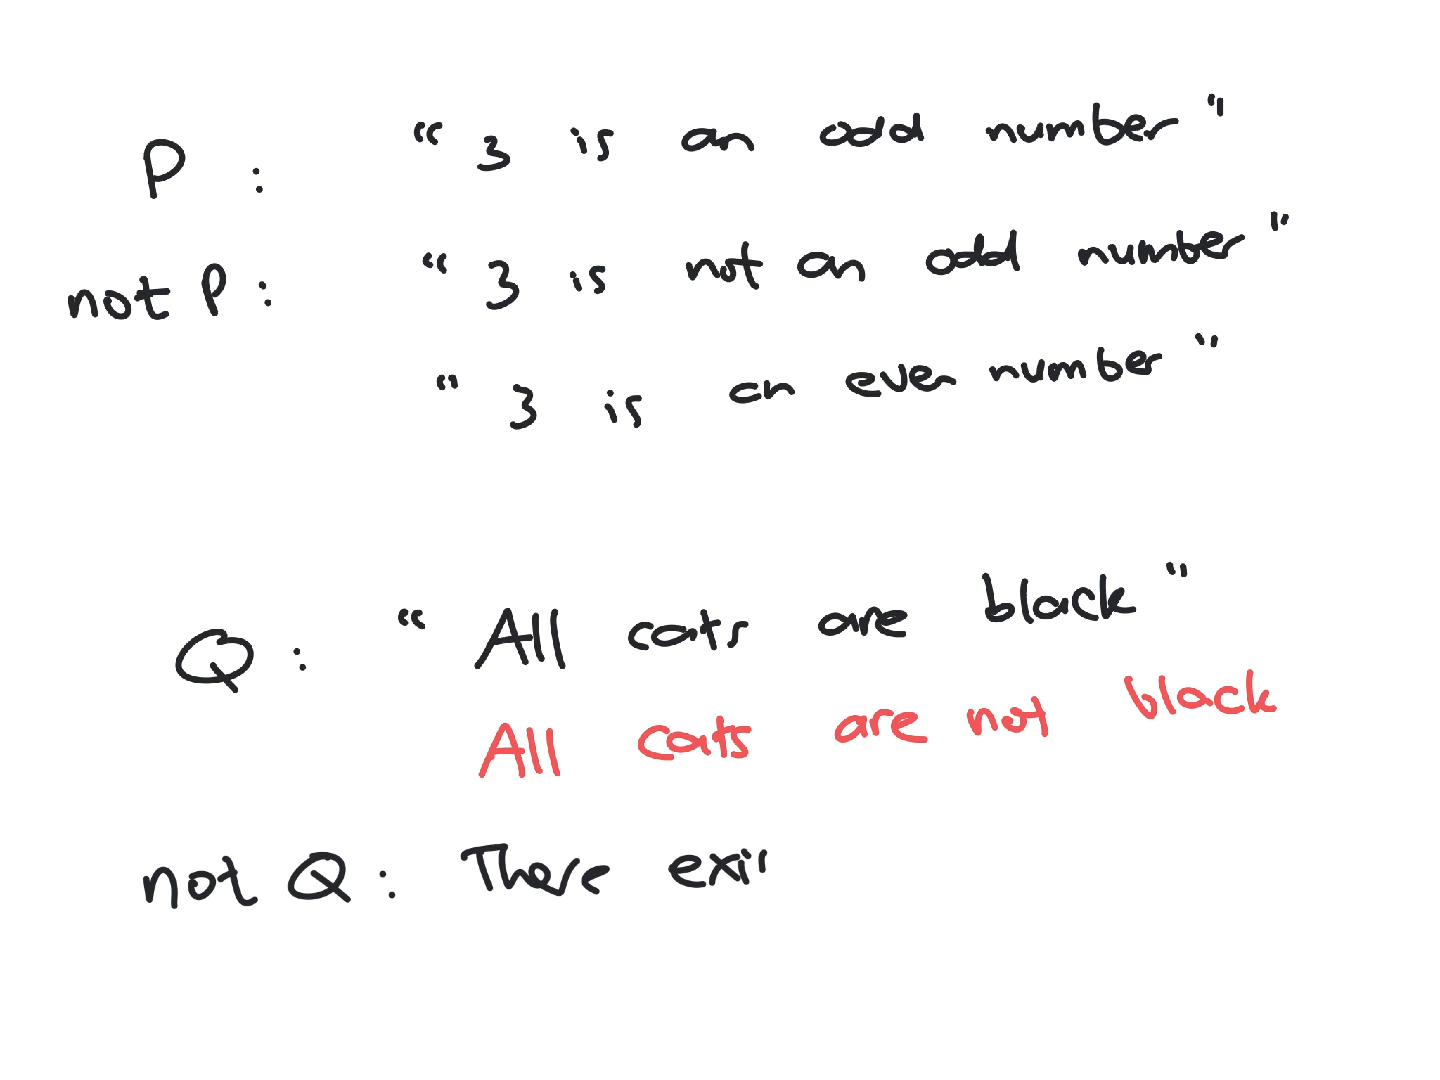 P : " 3 is an odd number "
not P : " 3 is not an odd number "
" 3 is an even number "
Q : " All cats are black "
All cats are not black
not Q : There exi